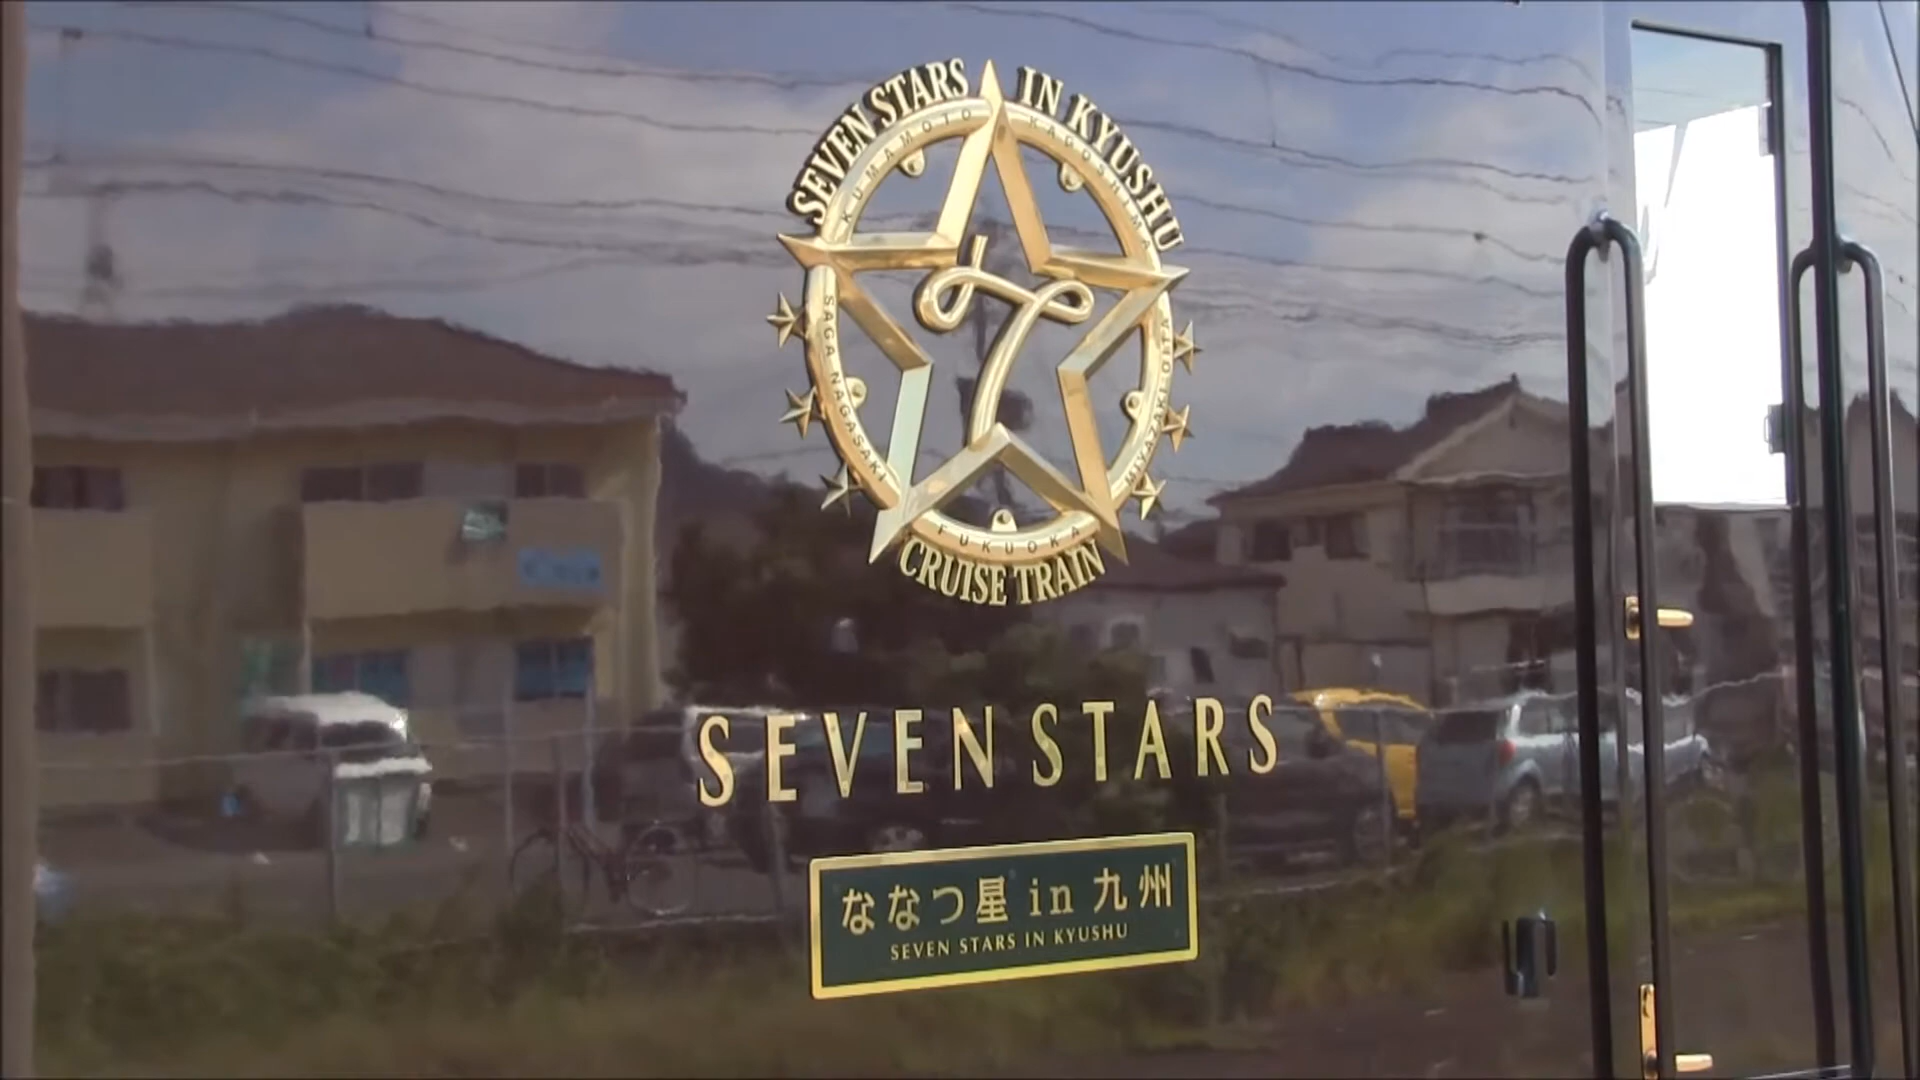 SEVEN STARS IN KYUSHU
KUMAMOTO KAGOSHIMA
SAGA NAGASAKI
MIYAZAKI OITA
7
FUKUOKA
CRUISE TRAIN
SEVEN STARS
ななつ星 in 九州
SEVEN STARS IN KYUSHU